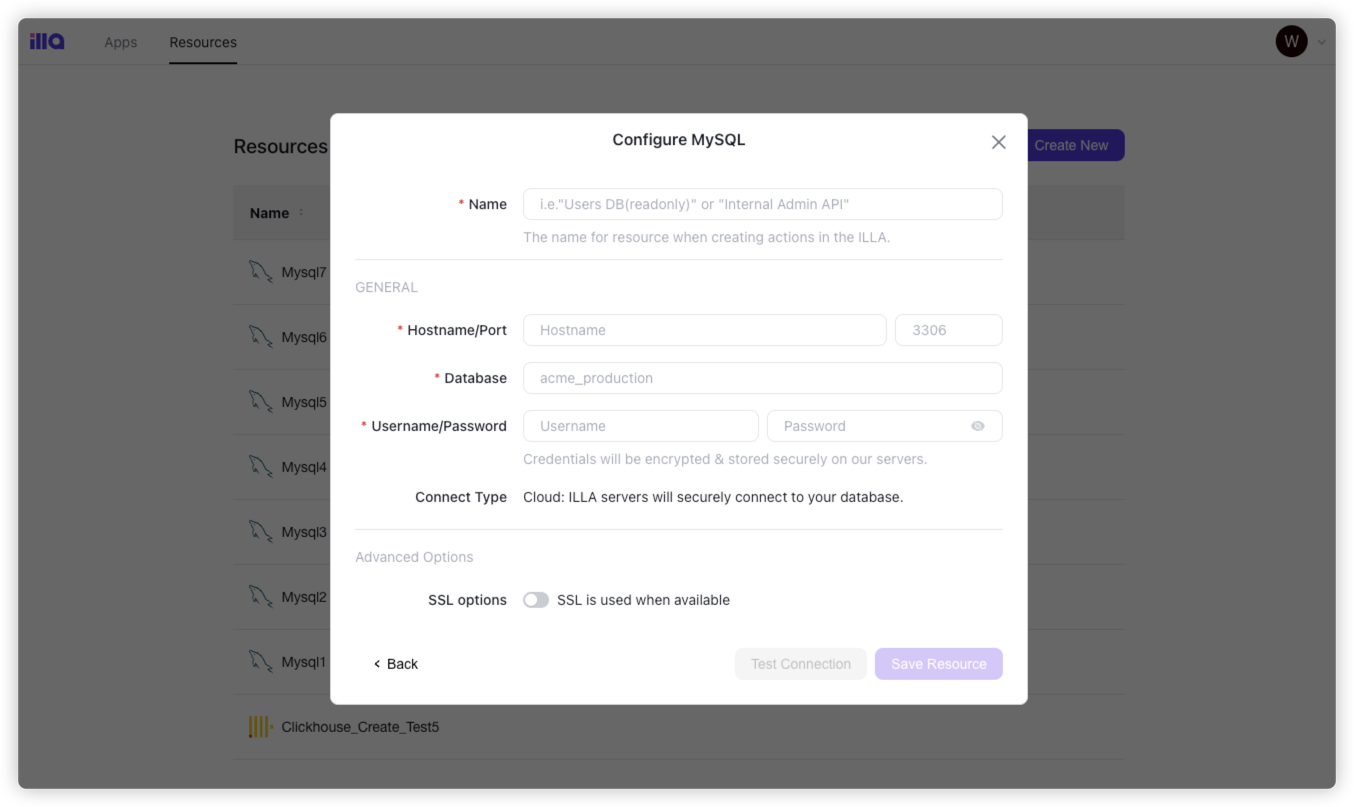 illa Apps Resources W
Configure MySQL
Resources
Create New
* Name i.e."Users DB(readonly)" or "Internal Admin API"
Name
The name for resource when creating actions in the ILLA.
Mysql7
GENERAL
* Hostname/Port Hostname 3306
Mysql6
* Database acme_production
Mysql5
* Username/Password Username Password
Credentials will be encrypted & stored securely on our servers.
Mysql4
Connect Type Cloud: ILLA servers will securely connect to your database.
Mysql3
Advanced Options
Mysql2
SSL options SSL is used when available
Mysql1
< Back Test Connection Save Resource
Clickhouse_Create_Test5